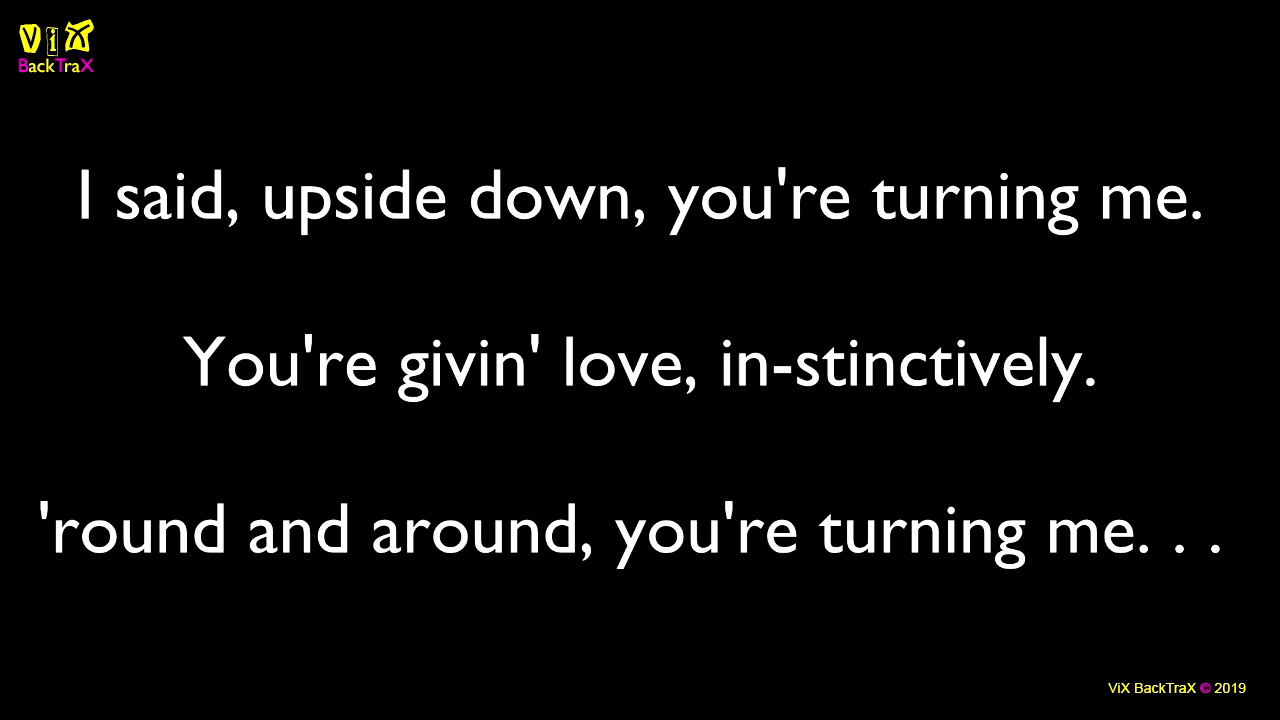 ViX
BackTraX
I said, upside down, you're turning me.
You're givin' love, in-stinctively.
'round and around, you're turning me. . .
ViX BackTraX © 2019